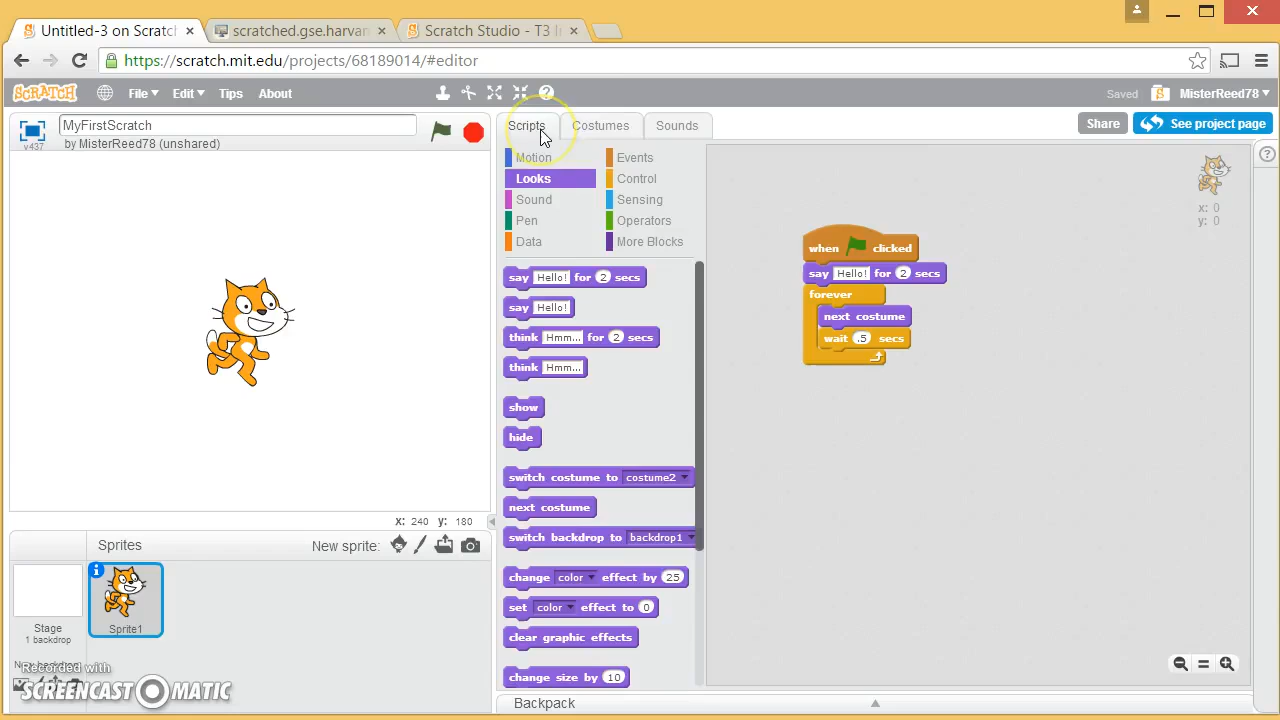 Untitled-3 on Scratch
scratched.gse.harvar
Scratch Studio - T3 I
https://scratch.mit.edu/projects/68189014/#editor
SCRATCH File Edit Tips About
Saved MisterReed78
MyFirstScratch
by MisterReed78 (unshared)
v437
Scripts Costumes Sounds
Share See project page
Motion Events
Looks Control
Sound Sensing
Pen Operators
Data More Blocks
say Hello! for 2 secs
say Hello!
think Hmm... for 2 secs
think Hmm...
show
hide
switch costume to costume2
next costume
switch backdrop to backdrop1
change color effect by 25
set color effect to 0
clear graphic effects
change size by 10
when clicked
say Hello! for 2 secs
forever
next costume
wait .5 secs
x: 0
y: 0
x: 240 y: 180
Sprites New sprite:
Stage
1 backdrop
Sprite1
Recorded with
SCREENCAST MATIC
Backpack